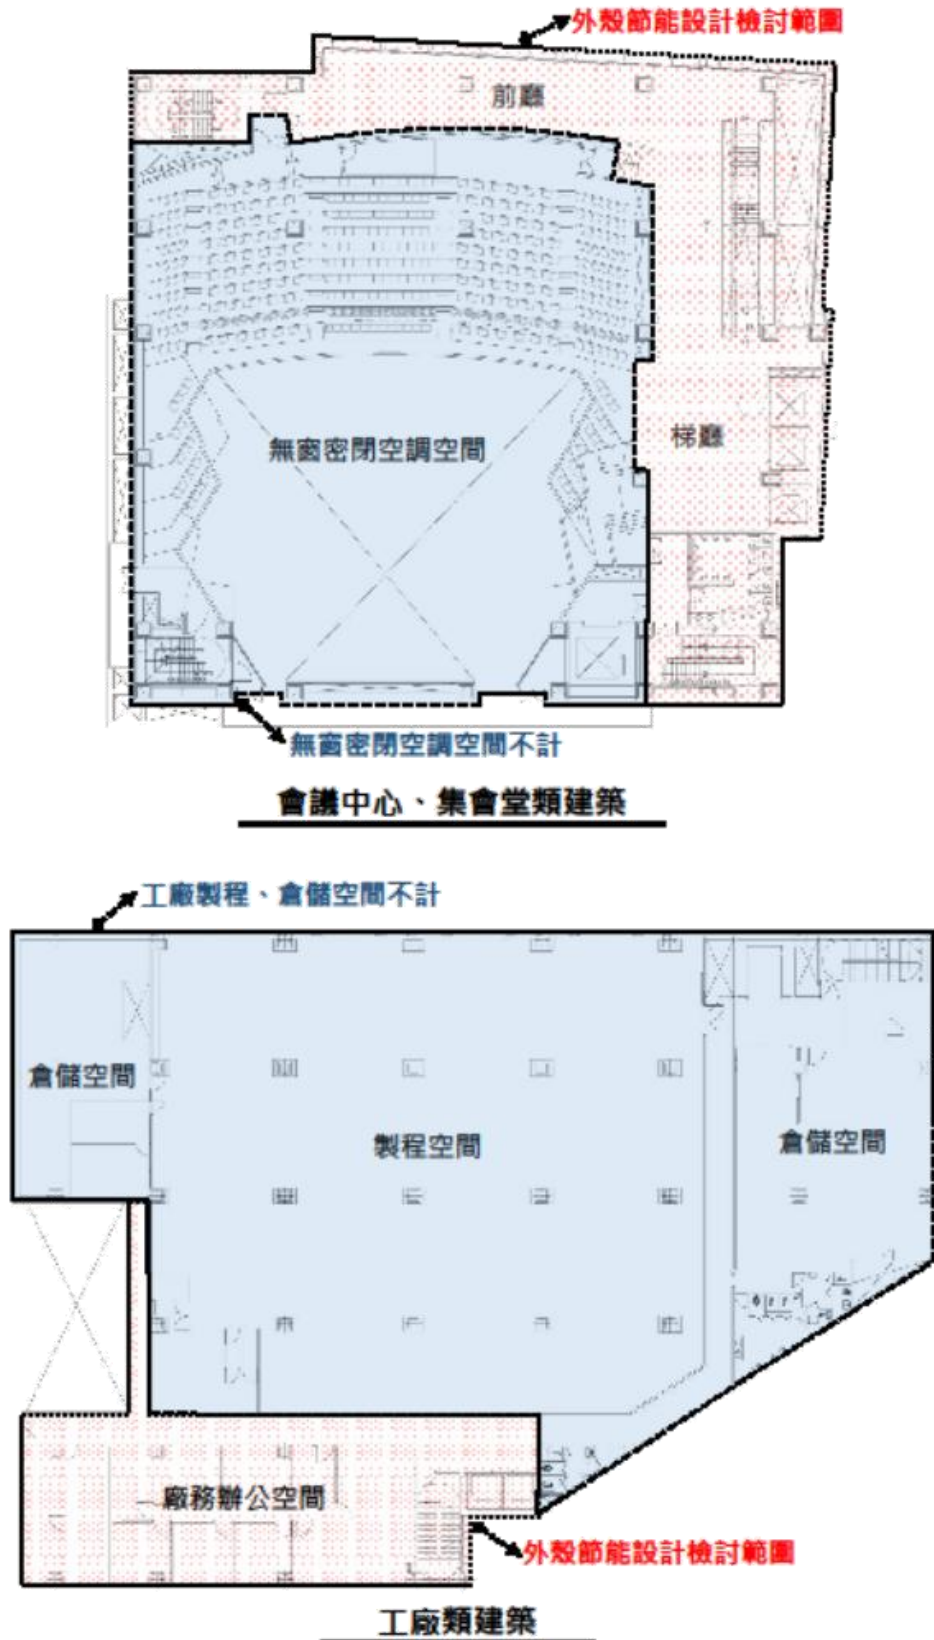 外殼節能設計檢討範圍
前廳
無窗密閉空調空間
梯廳
無窗密閉空調空間不計
會議中心、集會堂類建築
工廠製程、倉儲空間不計
倉儲空間
製程空間
倉儲空間
廠務辦公空間
外殼節能設計檢討範圍
工廠類建築